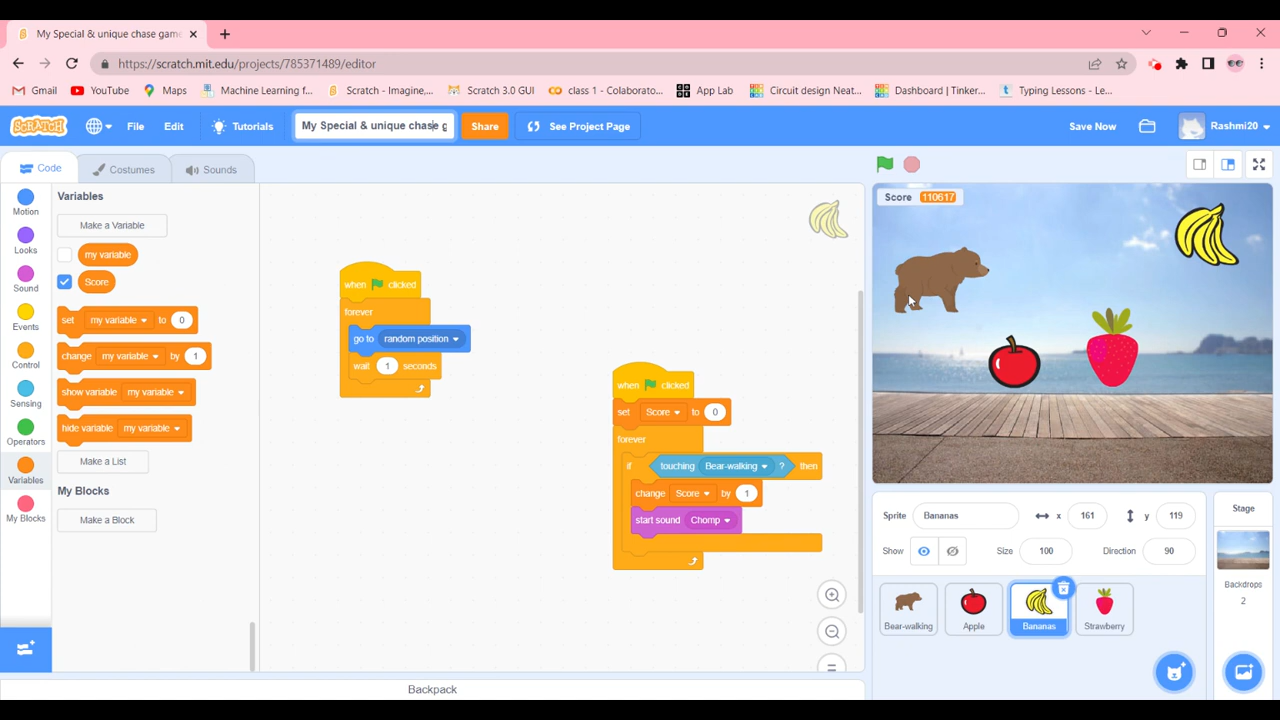 My Special & unique chase game
https://scratch.mit.edu/projects/785371489/editor
Gmail
YouTube
Maps
Machine Learning f...
Scratch - Imagine,...
Scratch 3.0 GUI
class 1 - Colaborato...
App Lab
Circuit design Neat...
Dashboard | Tinker...
Typing Lessons - Le...
SCRATCH
File
Edit
Tutorials
My Special & unique chase g
Share
See Project Page
Save Now
Rashmi20
Code
Costumes
Sounds
Motion
Looks
Sound
Events
Control
Sensing
Operators
Variables
My Blocks
Variables
Make a Variable
my variable
Score
set my variable to 0
change my variable by 1
show variable my variable
hide variable my variable
Make a List
My Blocks
Make a Block
when clicked
forever
go to random position
wait 1 seconds
when clicked
set Score to 0
forever
if touching Bear-walking ? then
change Score by 1
start sound Chomp
Backpack
Score 110617
Sprite Bananas x 161 y 119
Show Size 100 Direction 90
Bear-walking
Apple
Bananas
Strawberry
Stage
Backdrops
2